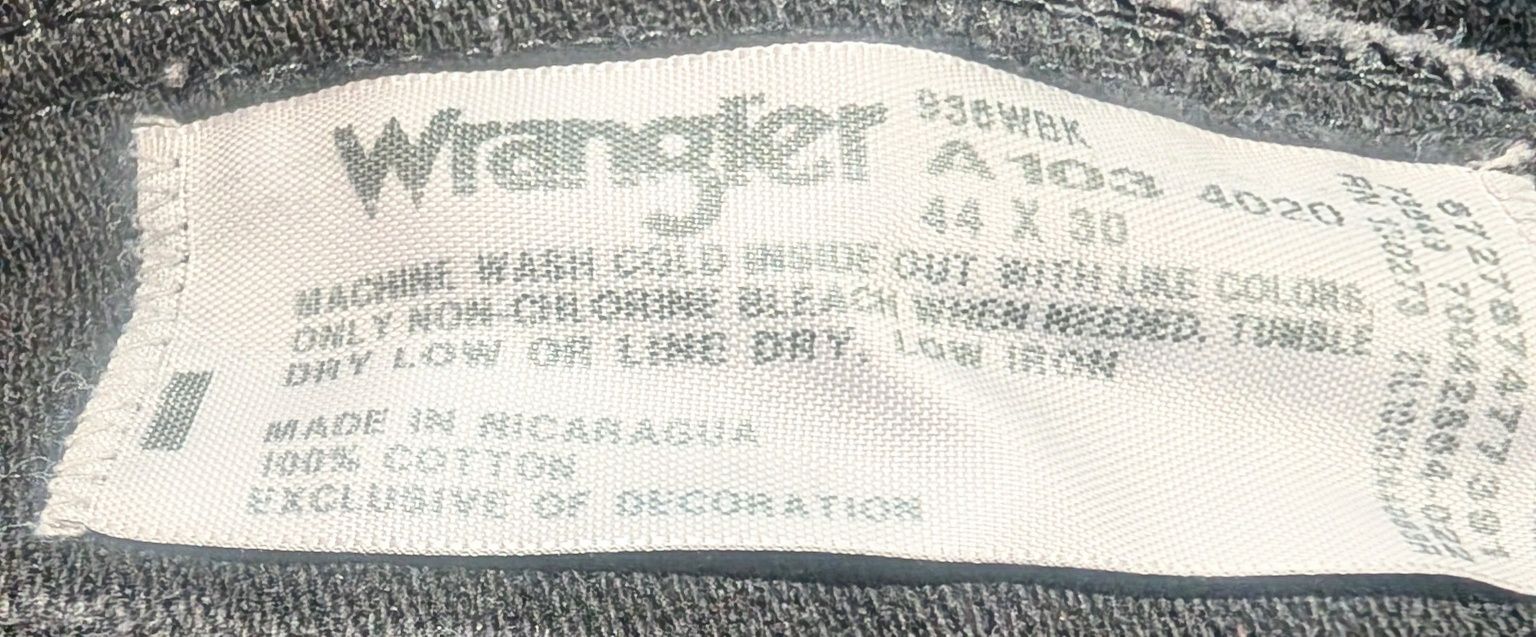 Wrangler
936WBK
A103 4020
44 X 30
MACHINE WASH COLD INSIDE OUT WITH LIKE COLORS,
ONLY NON-CHLORINE BLEACH WHEN NEEDED. TUMBLE
DRY LOW OR LINE DRY. LOW IRON
MADE IN NICARAGUA
100% COTTON
EXCLUSIVE OF DECORATION